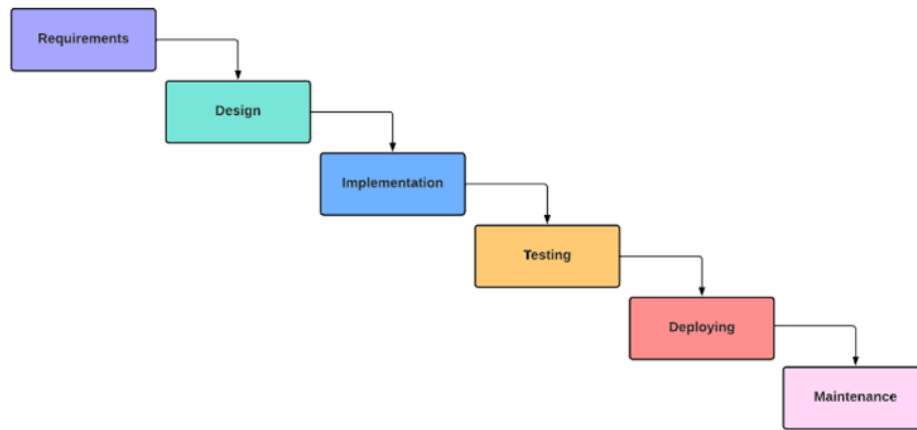 Requirements
Design
Implementation
Testing
Deploying
Maintenance